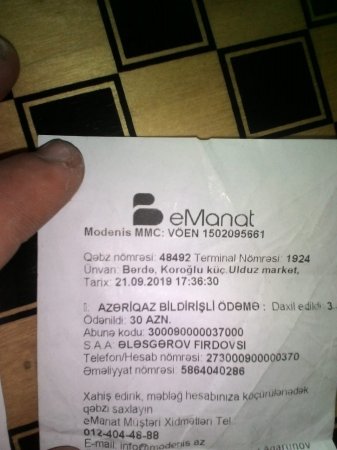 eManat
Modenis MMC: VÖEN 1502095661
Qəbz nömrəsi: 48492 Terminal Nömrəsi: 1924
Ünvan: Bərdə, Koroğlu küç.Ulduz market,
Tarix: 21.09.2019 17:36:30
AZƏRİQAZ BİLDİRİŞLİ ÖDƏMƏ : Daxil edildi: 3
Ödənildi: 30 AZN.
Abunə kodu: 300090000037000
S.A.A: ƏLƏSGƏROV FIRDOVSI
Telefon/Hesab nömrəsi: 273000900000370
Əməliyyat nömrəsi: 5864040286
Xahiş edirik, məbləğ hesabınıza köçürülənədək
qəbzi saxlayın
eManat Müştəri Xidmətləri Tel.:
012-404-48-88
E-mail: info@modenis.az